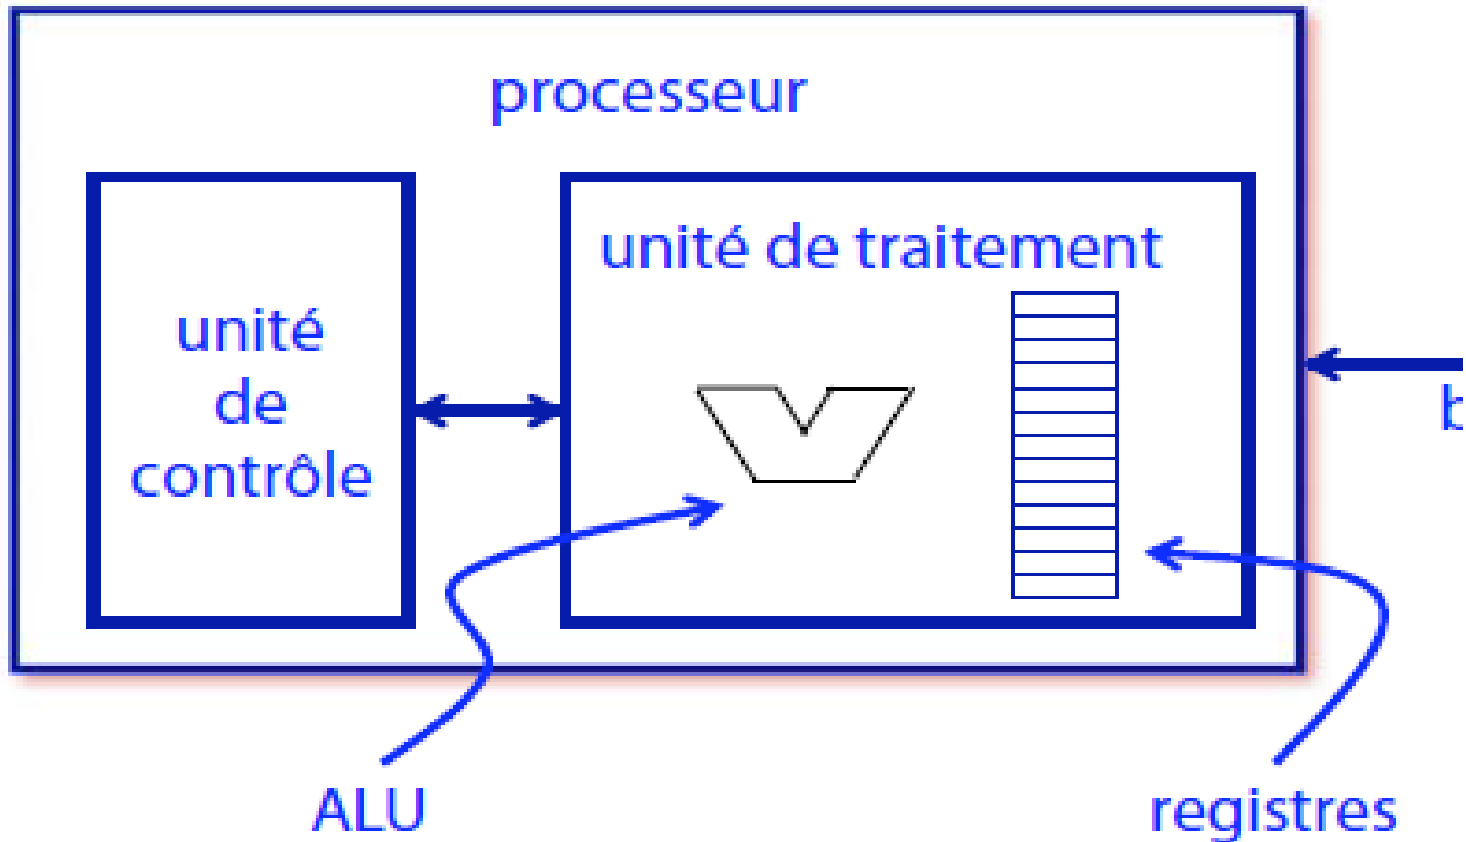 processeur
unité de traitement
unité
de
contrôle
b
ALU
registres